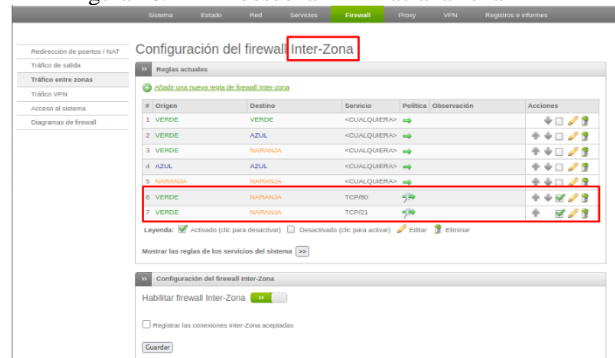 Sistema Estado Red Servicios Firewall Proxy VPN Registros e Informes
Redirección de puertos / NAT
Tráfico de salida
Tráfico entre zonas
Tráfico VPN
Acceso al sistema
Diagramas de firewall
Configuración del firewall Inter-Zona
Reglas actuales
Añadir una nueva regla de firewall inter-zona
# Origen Destino Servicio Política Observación Acciones
1 VERDE VERDE <CUALQUIERA>
2 VERDE AZUL <CUALQUIERA>
3 VERDE NARANJA <CUALQUIERA>
4 AZUL AZUL <CUALQUIERA>
5 NARANJA NARANJA <CUALQUIERA>
6 VERDE NARANJA TCP/80
7 VERDE NARANJA TCP/21
Leyenda: Activado (clic para desactivar) Desactivado (clic para activar) Editar Eliminar
Mostrar las reglas de los servicios del sistema >>
Configuración del firewall Inter-Zona
Habilitar firewall Inter-Zona
Registrar las conexiones Inter-Zona aceptadas
Guardar